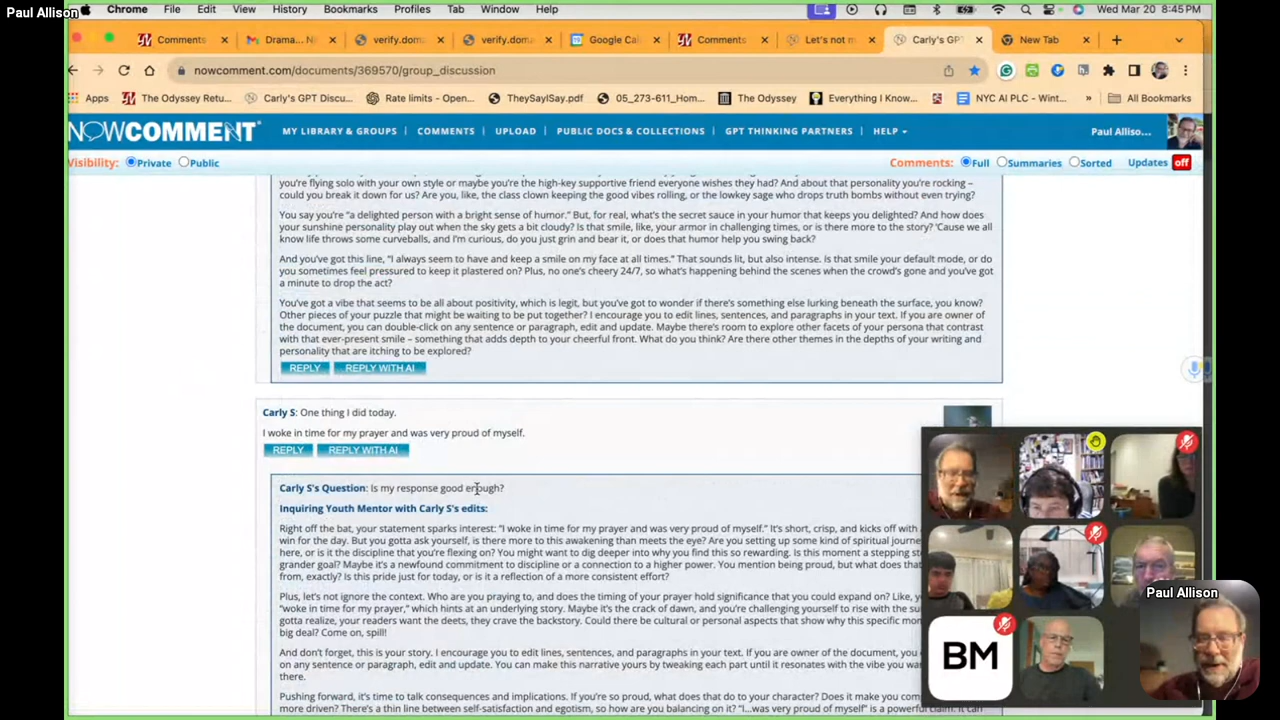 Paul Allison
Chrome File Edit View History Bookmarks Profiles Tab Window Help Wed Mar 20 8:45 PM
Comments Gmail Drama... N verify.doma verify.dom Google Cal Comments Let's not m Carly's GP New Tab
nowcomment.com/documents/369570/group_discussion
Apps The Odyssey Retu... Carly's GPT Discu... Rate limits - Open... TheySayISay.pdf 05_273-611_Hom... The Odyssey Everything I Know... NYC AI PLC - Wint... » All Bookmarks
NOWCOMMENT MY LIBRARY & GROUPS COMMENTS UPLOAD PUBLIC DOCS & COLLECTIONS GPT THINKING PARTNERS HELP Paul Alliso...
Visibility: Private Public Comments: Full Summaries Sorted Updates off
you're flying solo with your own style or maybe you're the high-key supportive friend everyone wishes they had? And about that personality you're rocking –
could you break it down for us? Are you, like, the class clown keeping the good vibes rolling, or the lowkey sage who drops truth bombs without even trying?
You say you're "a delighted person with a bright sense of humor." But, for real, what's the secret sauce in your humor that keeps you delighted? And how does
your sunshine personality play out when the sky gets a bit cloudy? Is that smile, like, your armor in challenging times, or is there more to the story? 'Cause we all
know life throws some curveballs, and I'm curious, do you just grin and bear it, or does that humor help you swing back?
And you've got this line, "I always seem to have and keep a smile on my face at all times." That sounds lit, but also intense. Is that smile your default mode, or do
you sometimes feel pressured to keep it plastered on? Plus, no one's cheery 24/7, so what's happening behind the scenes when the crowd's gone and you've got
a minute to drop the act?
You've got a vibe that seems to be all about positivity, which is legit, but you've got to wonder if there's something else lurking beneath the surface, you know?
Other pieces of your puzzle that might be waiting to be put together? I encourage you to edit lines, sentences, and paragraphs in your text. If you are owner of
the document, you can double-click on any sentence or paragraph, edit and update. Maybe there's room to explore other facets of your persona that contrast
with that ever-present smile – something that adds depth to your cheerful front. What do you think? Are there other themes in the depths of your writing and
personality that are itching to be explored?
REPLY REPLY WITH AI
Carly S: One thing I did today.
I woke in time for my prayer and was very proud of myself.
REPLY REPLY WITH AI
Carly S's Question: Is my response good enough?
Inquiring Youth Mentor with Carly S's edits:
Right off the bat, your statement sparks interest: "I woke in time for my prayer and was very proud of myself." It's short, crisp, and kicks off with
win for the day. But you gotta ask yourself, is there more to this awakening than meets the eye? Are you setting up some kind of spiritual journe
here, or is it the discipline that you're flexing on? You might want to dig deeper into why you find this so rewarding. Is this moment a stepping st
grander goal? Maybe it's a newfound commitment to discipline or a connection to a higher power. You mention being proud, but what does that
from, exactly? Is this pride just for today, or is it a reflection of a more consistent effort?
Plus, let's not ignore the context. Who are you praying to, and does the timing of your prayer hold significance that you could expand on? Like, y
"woke in time for my prayer," which hints at an underlying story. Maybe it's the crack of dawn, and you're challenging yourself to rise with the su
gotta realize, your readers want the deets, they crave the backstory. Could there be cultural or personal aspects that show why this specific mom
big deal? Come on, spill!
And don't forget, this is your story. I encourage you to edit lines, sentences, and paragraphs in your text. If you are owner of the document, you
on any sentence or paragraph, edit and update. You can make this narrative yours by tweaking each part until it resonates with the vibe you wan
there.
Pushing forward, it's time to talk consequences and implications. If you're so proud, what does that do to your character? Does it make you com
more driven? There's a thin line between self-satisfaction and egotism, so how are you balancing on it? "I...was very proud of myself" is a powerful claim. It can
Paul Allison
BM